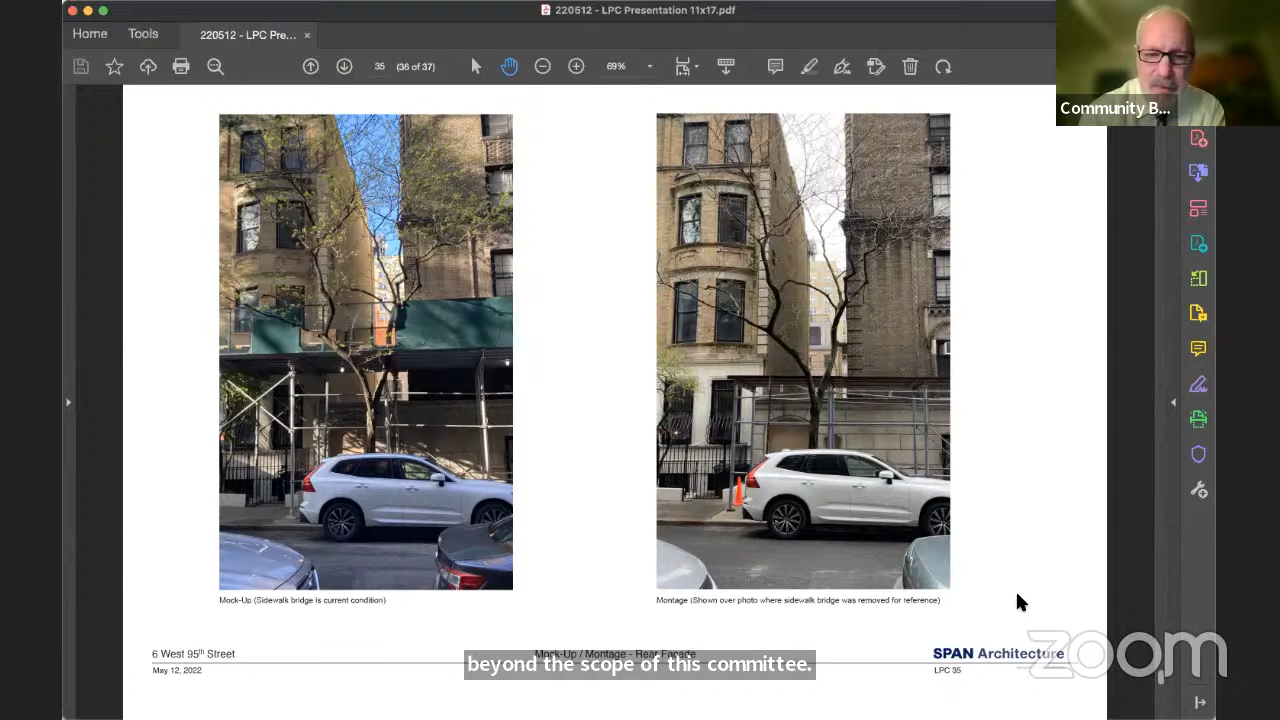 220512 - LPC Presentation 11x17.pdf
Home
Tools
220512 - LPC Pre... ×
35 (36 of 37)
69%
Community B...
Mock-Up (Sidewalk bridge is current condition)
Montage (Shown over photo where sidewalk bridge was removed for reference)
6 West 95th Street
Mock-Up / Montage - Rear Facade
SPAN Architecture
May 12, 2022
LPC 35
beyond the scope of this committee.
zoom